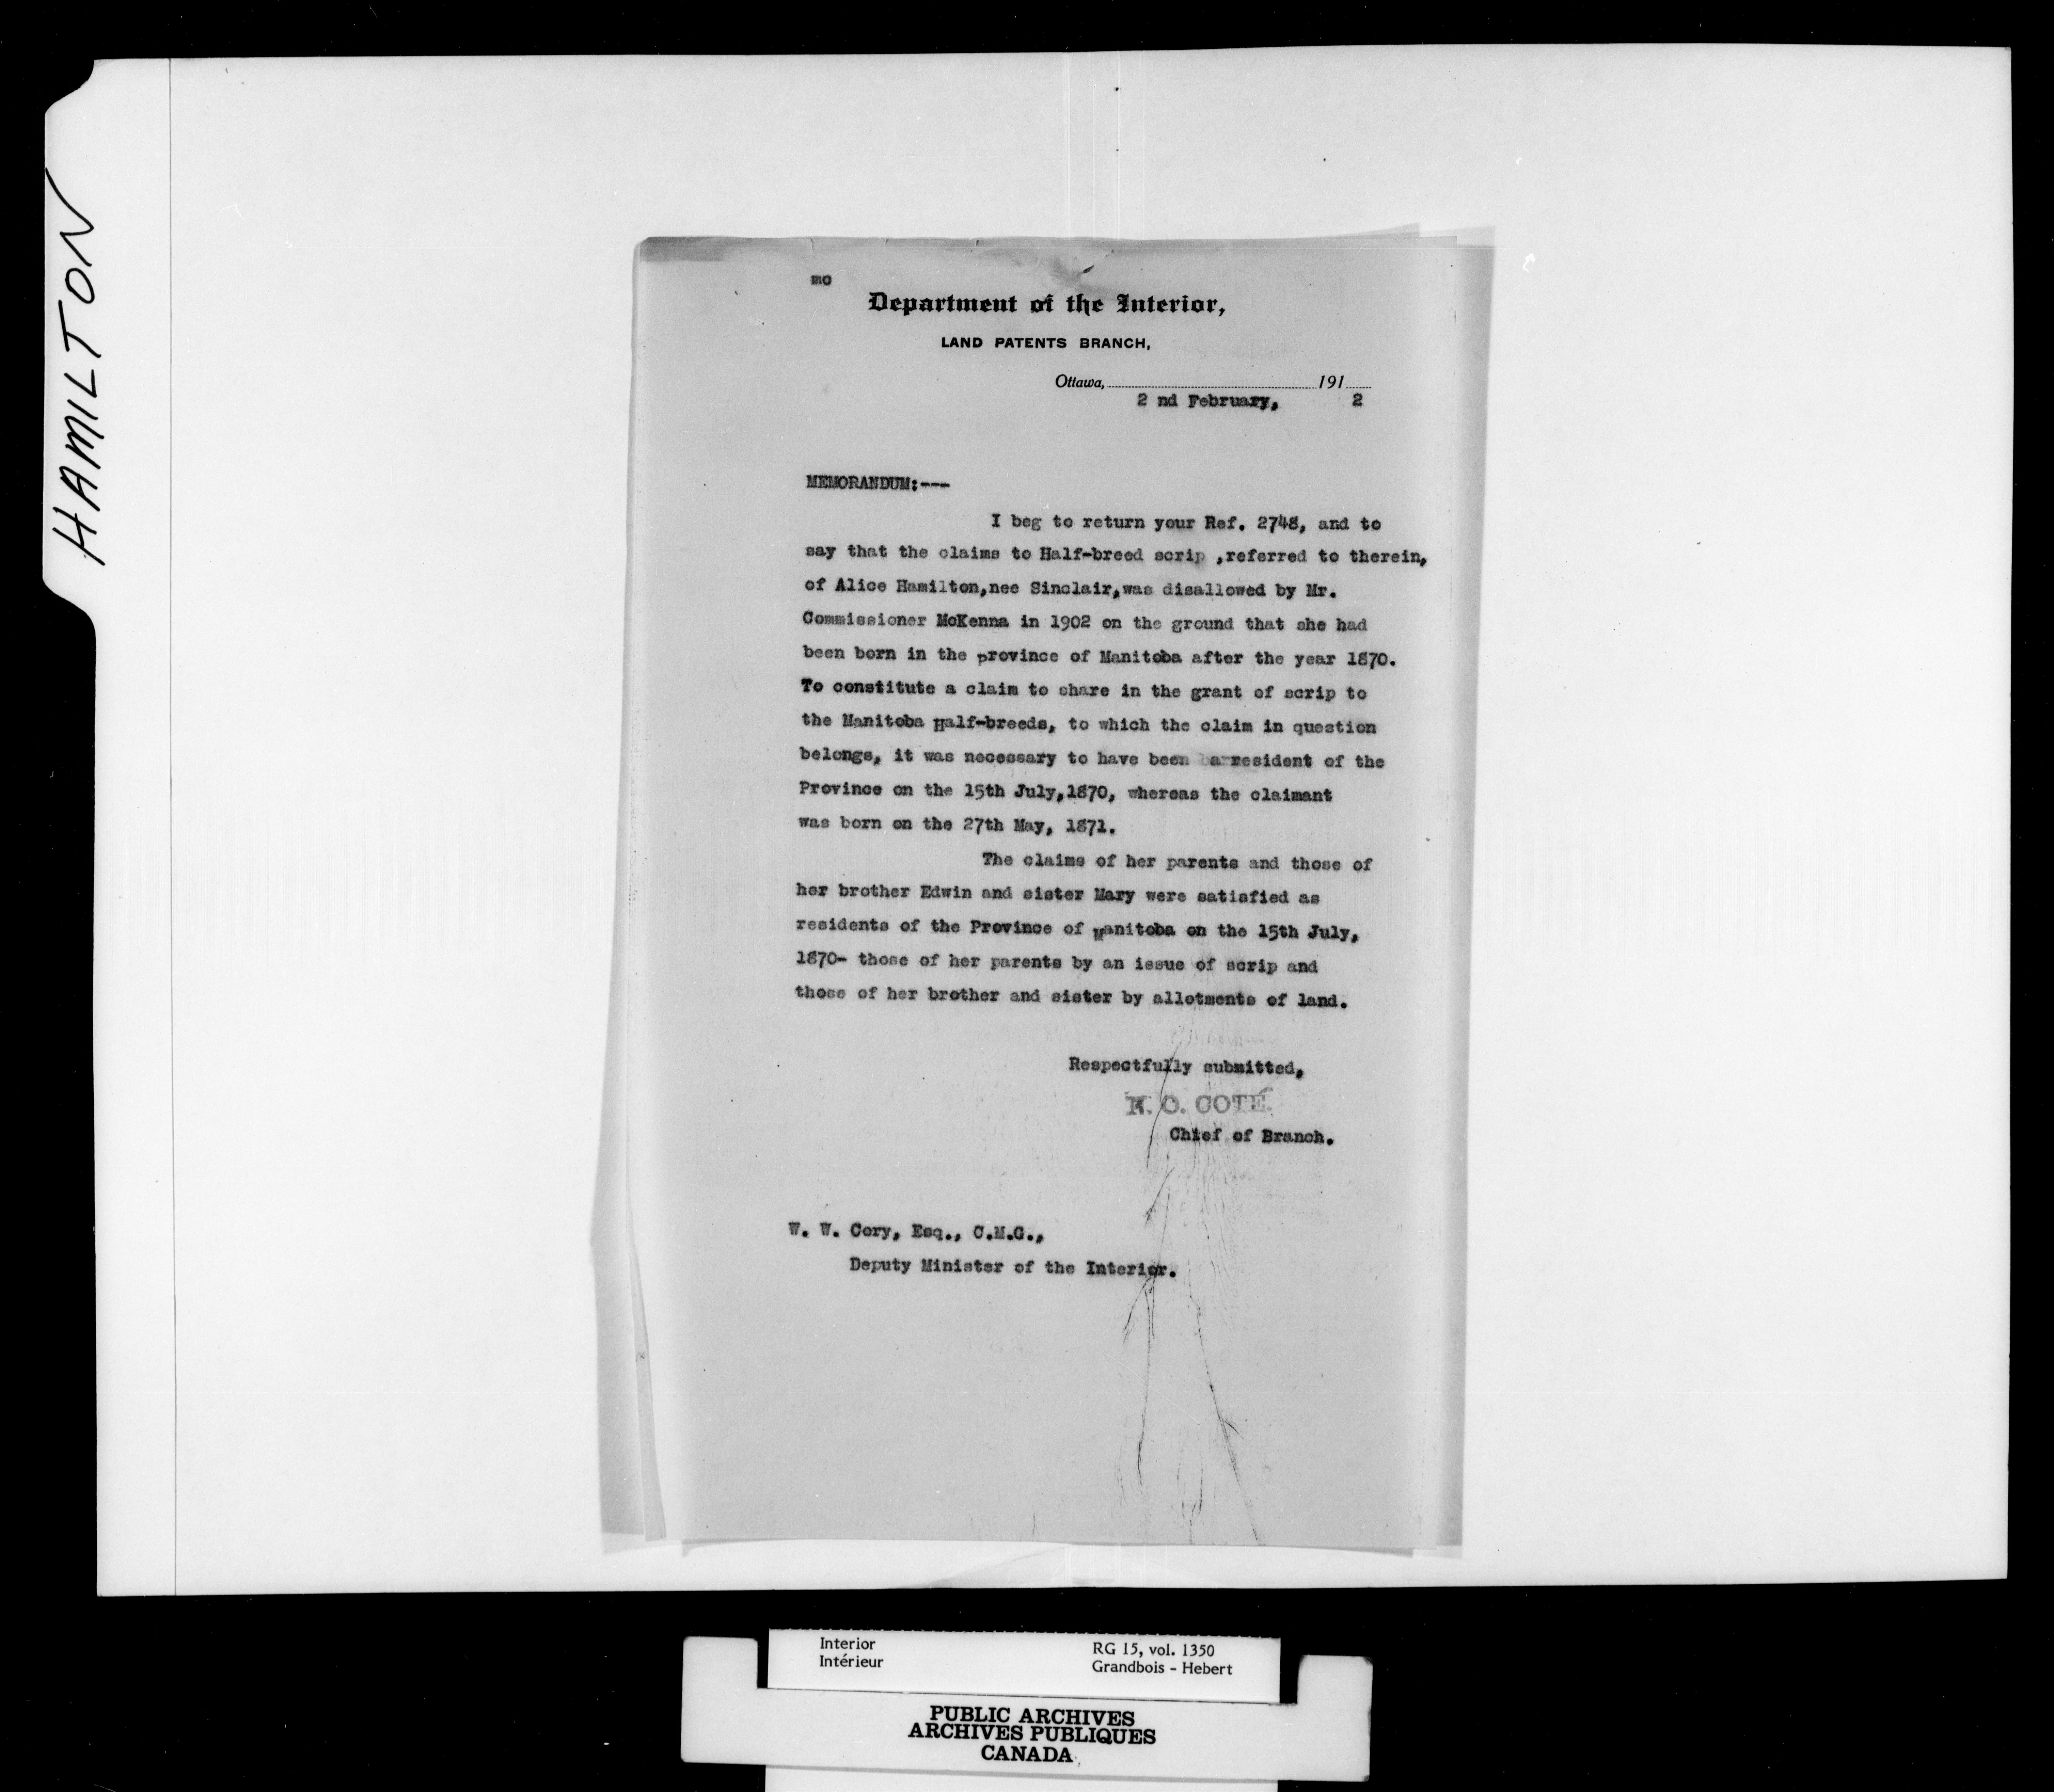 HAMILTON
mc
Department of the Interior,
LAND PATENTS BRANCH,
Ottawa, 191
2 nd February, 2
MEMORANDUM:---
I beg to return your Ref. 2748, and to
say that the claims to Half-breed scrip ,referred to therein,
of Alice Hamilton,nee Sinclair,was disallowed by Mr.
Commissioner McKenna in 1902 on the ground that she had
been born in the province of Manitoba after the year 1870.
To constitute a claim to share in the grant of scrip to
the Manitoba Half-breeds, to which the claim in question
belongs, it was necessary to have been a resident of the
Province on the 15th July,1870, whereas the claimant
was born on the 27th May, 1871.
The claims of her parents and those of
her brother Edwin and sister Mary were satisfied as
residents of the Province of Manitoba on the 15th July,
1870- those of her parents by an issue of scrip and
those of her brother and sister by allotments of land.
Respectfully submitted,
N. O. COTÉ.
Chief of Branch.
W. W. Cory, Esq., C.M.G.,
Deputy Minister of the Interior.
Interior RG 15, vol. 1350
Intérieur Grandbois - Hebert
PUBLIC ARCHIVES
ARCHIVES PUBLIQUES
CANADA